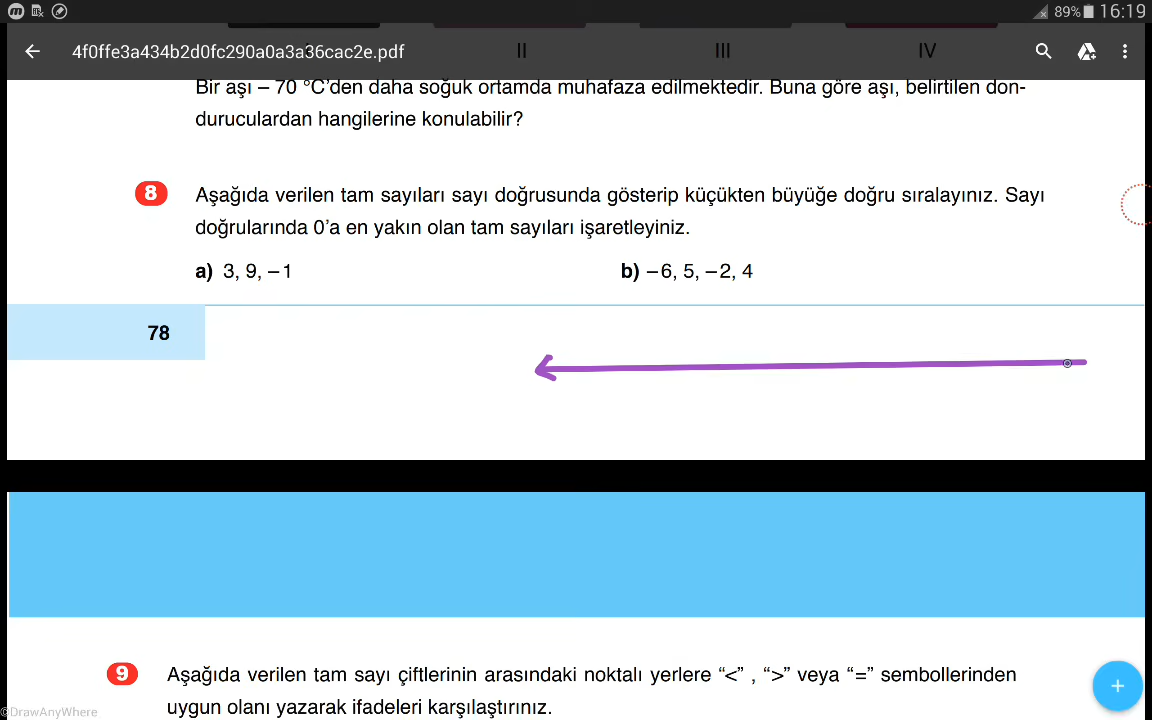 89% 16:19
4f0ffe3a434b2d0fc290a0a3a36cac2e.pdf II III IV
Bir aşı – 70 °C'den daha soğuk ortamda muhafaza edilmektedir. Buna göre aşı, belirtilen don-
duruculardan hangilerine konulabilir?
8 Aşağıda verilen tam sayıları sayı doğrusunda gösterip küçükten büyüğe doğru sıralayınız. Sayı
doğrularında 0'a en yakın olan tam sayıları işaretleyiniz.
a) 3, 9, –1 b) –6, 5, –2, 4
78
9 Aşağıda verilen tam sayı çiftlerinin arasındaki noktalı yerlere “<” , “>” veya “=” sembollerinden
uygun olanı yazarak ifadeleri karşılaştırınız.
©DrawAnyWhere